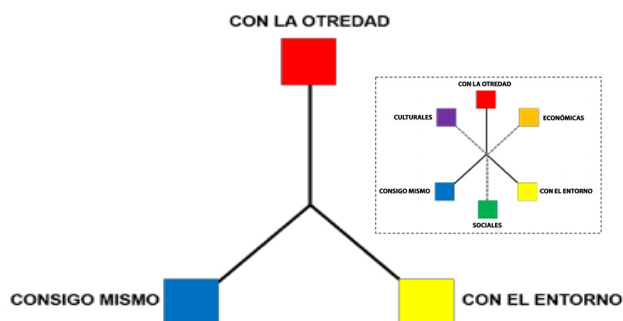 CON LA OTREDAD
CON LA OTREDAD
CULTURALES
ECONÓMICAS
CONSIGO MISMO
CON EL ENTORNO
SOCIALES
CONSIGO MISMO
CON EL ENTORNO